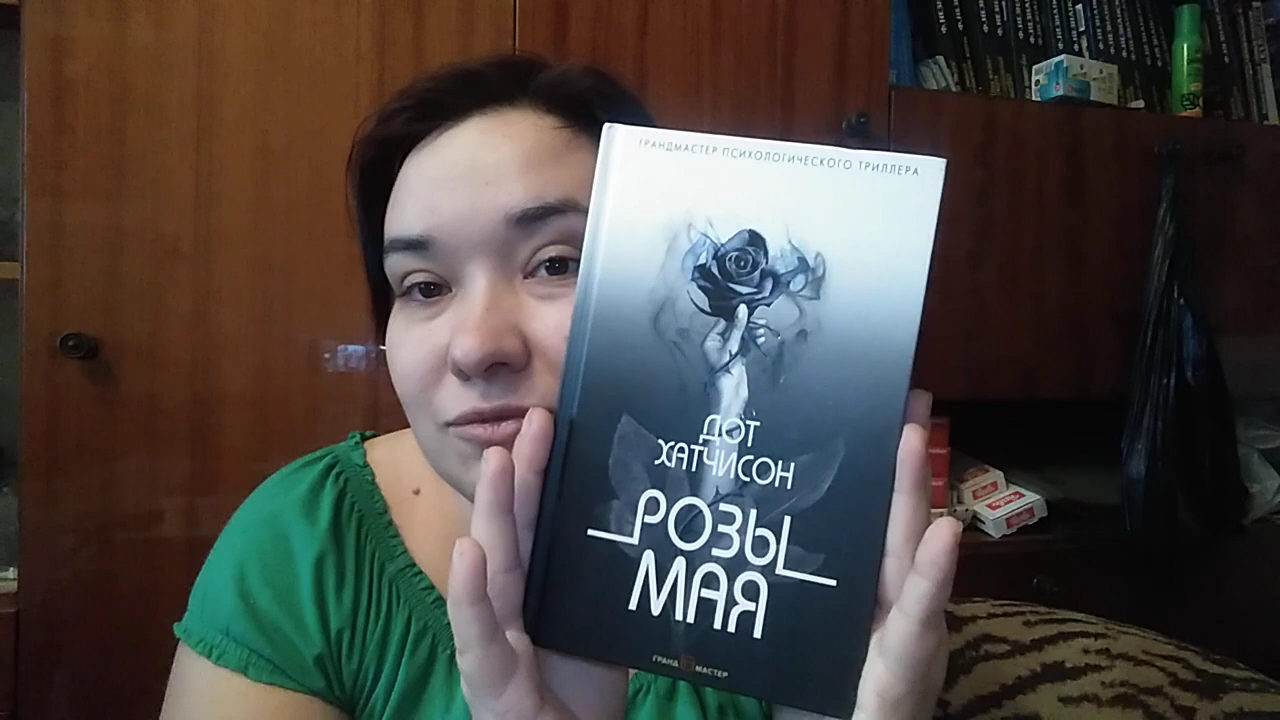 ГРАНДМАСТЕР ПСИХОЛОГИЧЕСКОГО ТРИЛЛЕРА
ДОТ
ХАТЧИСОН
РОЗЫ
МАЯ
ГРАНД МАСТЕР